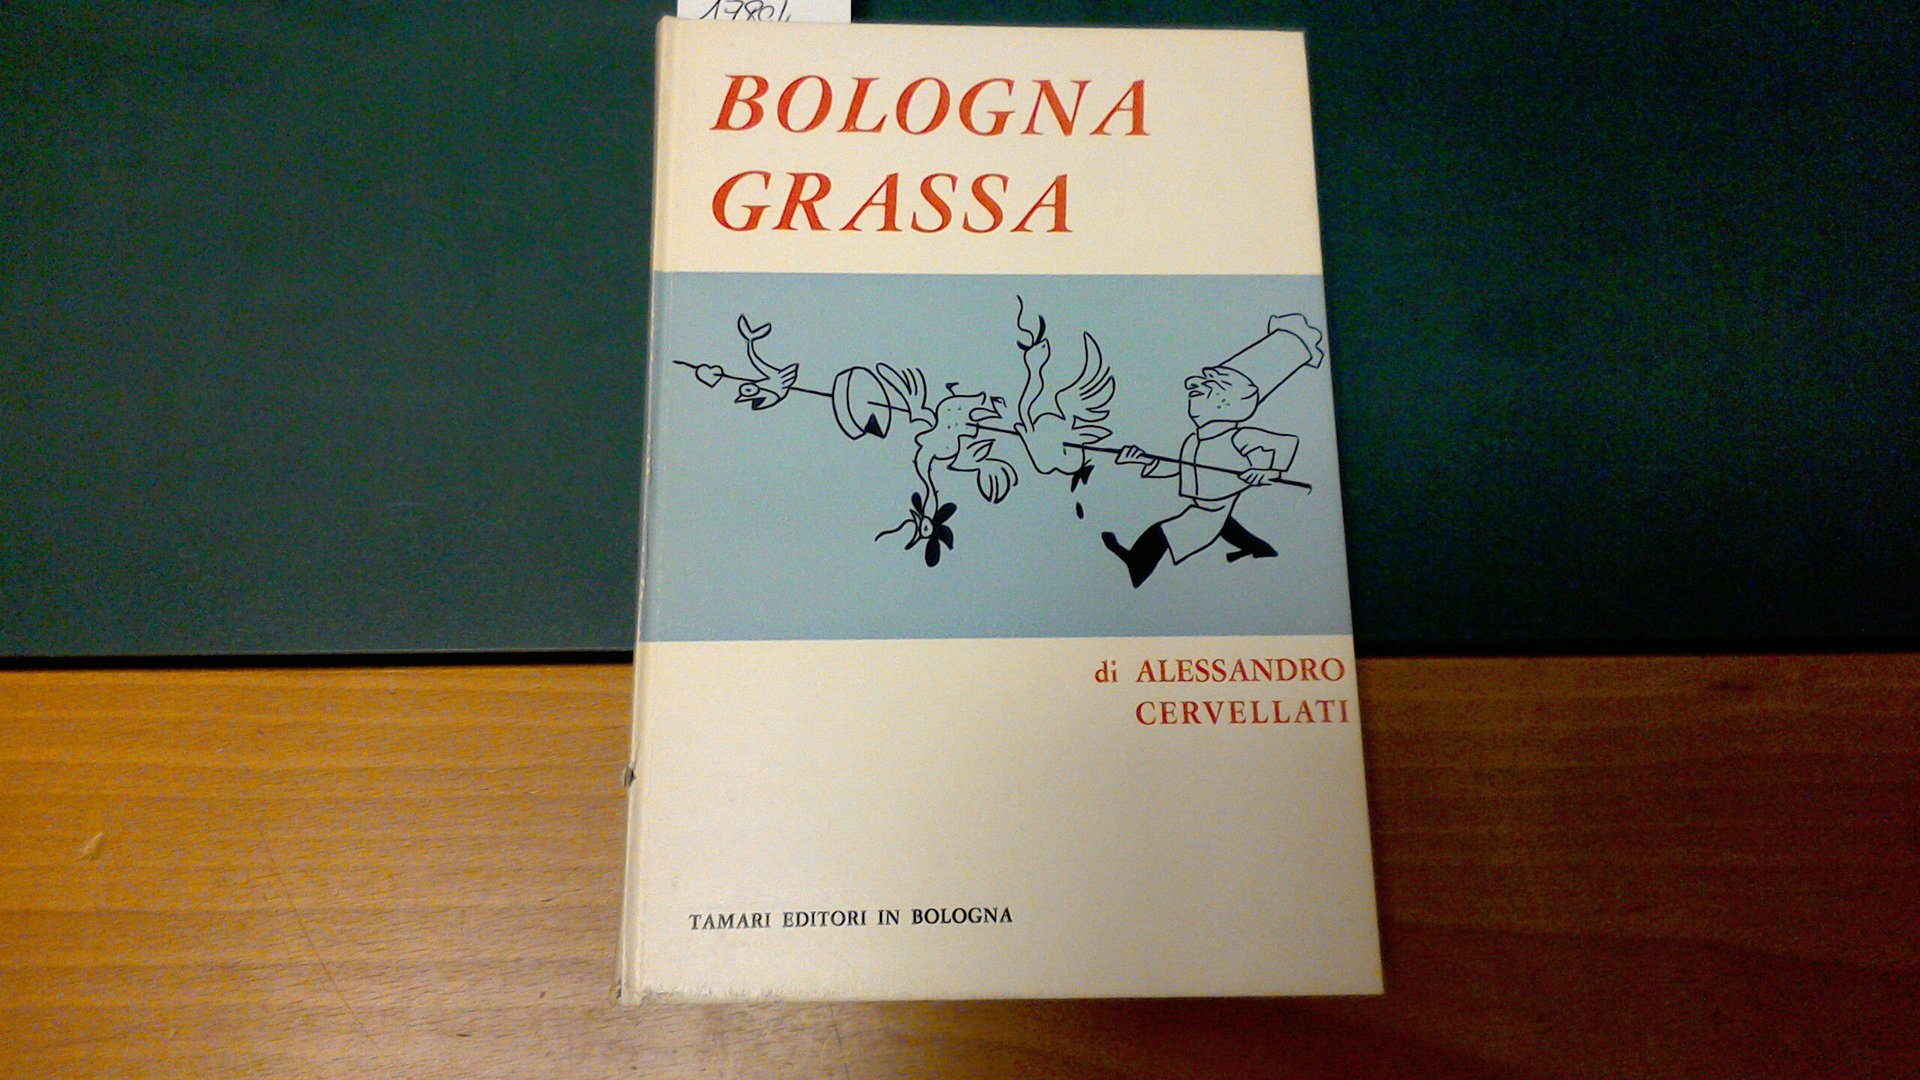 BOLOGNA
GRASSA
di ALESSANDRO
CERVELLATI
TAMARI EDITORI IN BOLOGNA